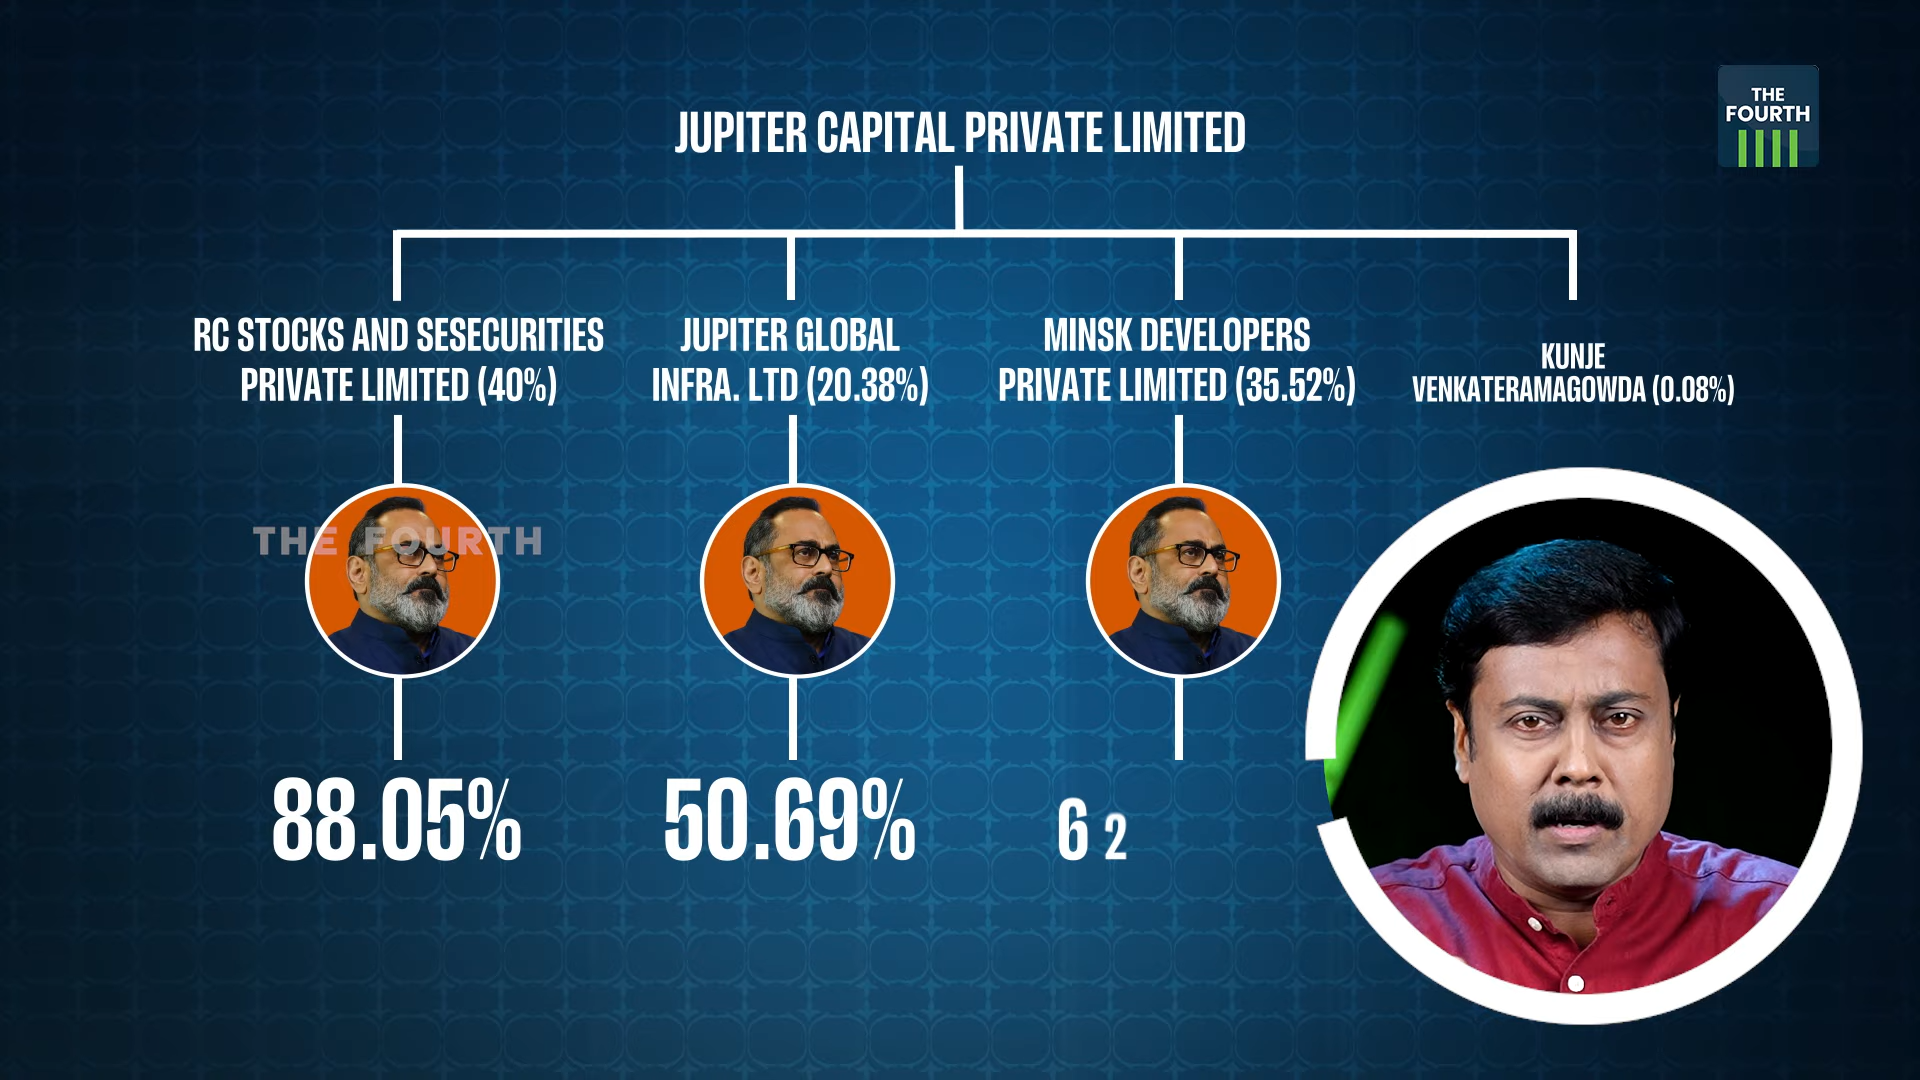 THE
FOURTH
JUPITER CAPITAL PRIVATE LIMITED
RC STOCKS AND SESECURITIES
PRIVATE LIMITED (40%)
JUPITER GLOBAL
INFRA. LTD (20.38%)
MINSK DEVELOPERS
PRIVATE LIMITED (35.52%)
KUNJE
VENKATERAMAGOWDA (0.08%)
THE FOURTH
88.05%
50.69%
6 2